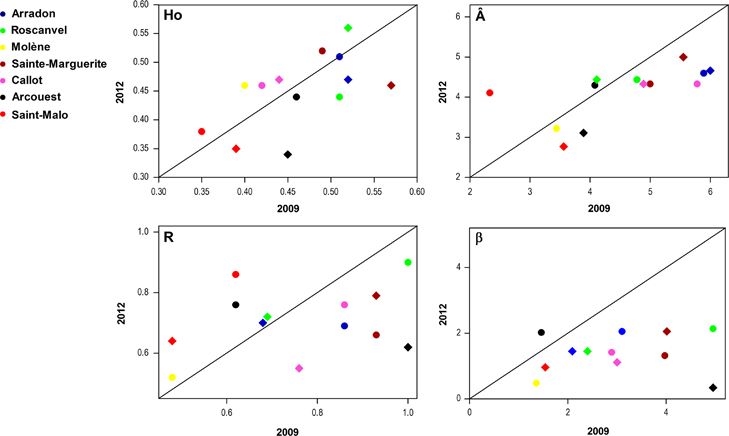 Arradon
Roscanvel
Molène
Sainte-Marguerite
Callot
Arcouest
Saint-Malo
Ho
0.60
0.55
0.50
0.45
0.40
0.35
0.30
2012
0.30 0.35 0.40 0.45 0.50 0.55 0.60
2009
Â
6
5
4
3
2
2012
2 3 4 5 6
2009
R
1.0
0.8
0.6
2012
0.6 0.8 1.0
2009
β
4
2
0
2012
0 2 4
2009